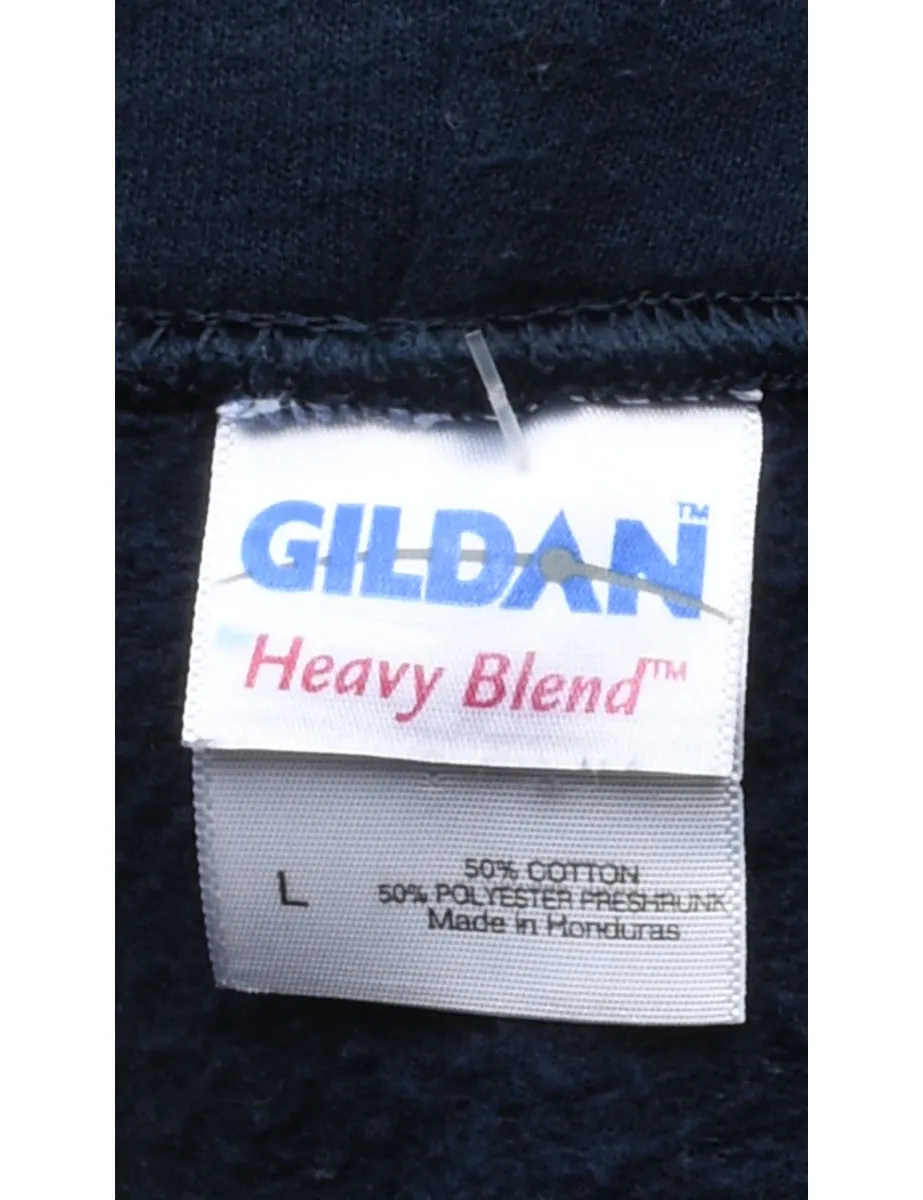 GILDAN™
Heavy Blend™
L
50% COTTON
50% POLYESTER PRESHRUNK
Made in Honduras